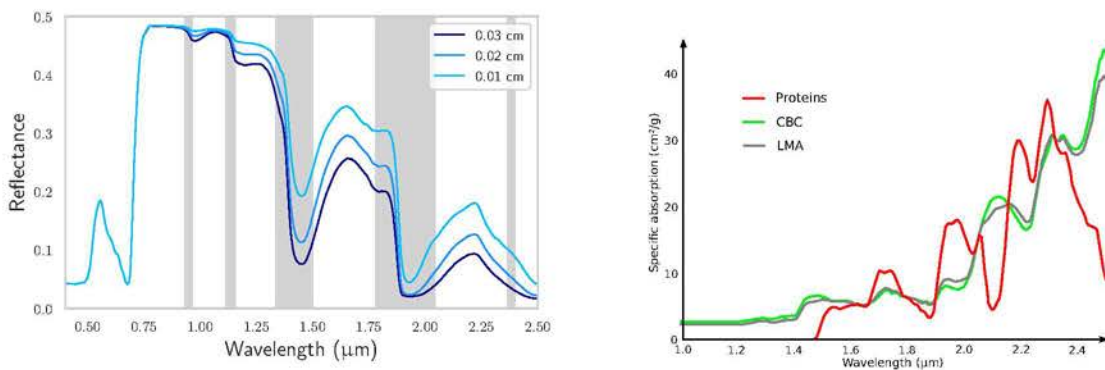 0.5
0.4
0.3
0.2
0.1
0.0
Reflectance
0.03 cm
0.02 cm
0.01 cm
0.50 0.75 1.00 1.25 1.50 1.75 2.00 2.25 2.50
Wavelength (μm)
40
30
20
10
0
Specific absorption (cm²/g)
Proteins
CBC
LMA
1.0 1.2 1.4 1.6 1.8 2.0 2.2 2.4
Wavelength (μm)